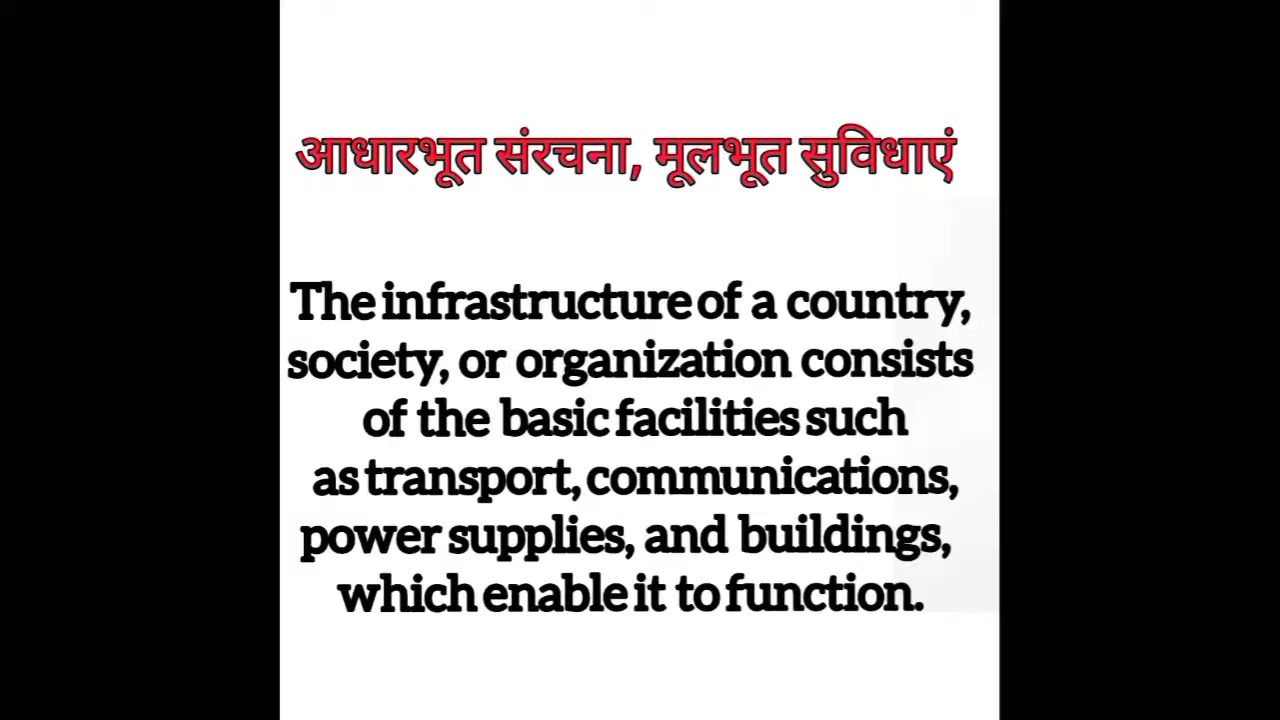 आधारभूत संरचना, मूलभूत सुविधाएं
The infrastructure of a country,
society, or organization consists
of the basic facilities such
as transport, communications,
power supplies, and buildings,
which enable it to function.